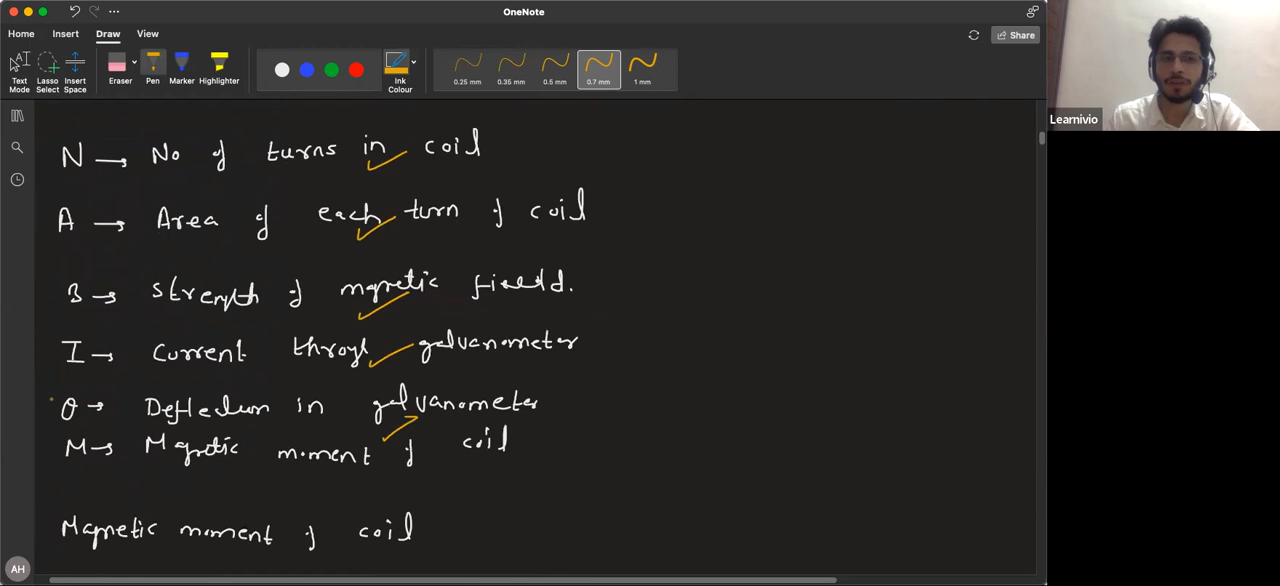 OneNote
Home Insert Draw View
Share
Text Mode Lasso Select Insert Space Eraser Pen Marker Highlighter Ink Colour 0.25 mm 0.35 mm 0.5 mm 0.7 mm 1 mm
Learnivio
N → No of turns in coil
A → Area of each turn of coil
B → Strength of mgnetic field.
I → Current throgh galvanometer
θ → Deflection in galvanometer
M → Magnetic moment of coil
Magnetic moment of coil
AH